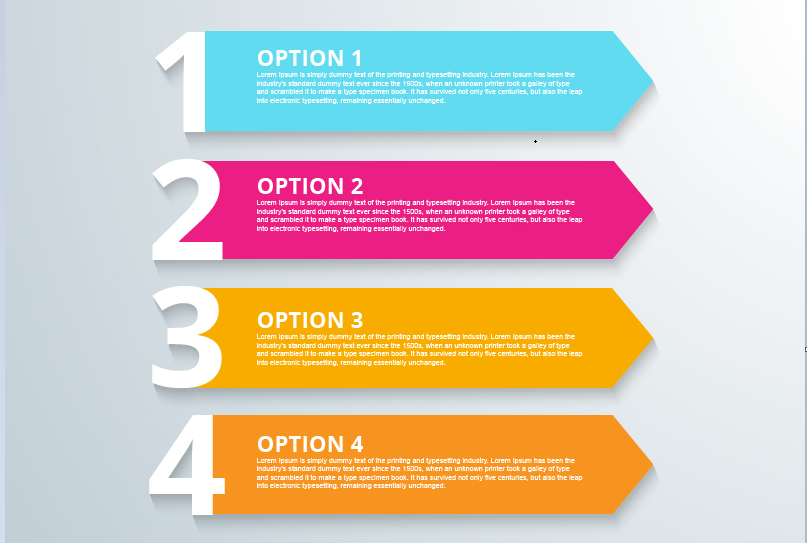 1
OPTION 1
Lorem Ipsum is simply dummy text of the printing and typesetting industry. Lorem Ipsum has been the
industry's standard dummy text ever since the 1500s, when an unknown printer took a galley of type
and scrambled it to make a type specimen book. It has survived not only five centuries, but also the leap
into electronic typesetting, remaining essentially unchanged.
2
OPTION 2
Lorem Ipsum is simply dummy text of the printing and typesetting industry. Lorem Ipsum has been the
industry's standard dummy text ever since the 1500s, when an unknown printer took a galley of type
and scrambled it to make a type specimen book. It has survived not only five centuries, but also the leap
into electronic typesetting, remaining essentially unchanged.
3
OPTION 3
Lorem Ipsum is simply dummy text of the printing and typesetting industry. Lorem Ipsum has been the
industry's standard dummy text ever since the 1500s, when an unknown printer took a galley of type
and scrambled it to make a type specimen book. It has survived not only five centuries, but also the leap
into electronic typesetting, remaining essentially unchanged.
4
OPTION 4
Lorem Ipsum is simply dummy text of the printing and typesetting industry. Lorem Ipsum has been the
industry's standard dummy text ever since the 1500s, when an unknown printer took a galley of type
and scrambled it to make a type specimen book. It has survived not only five centuries, but also the leap
into electronic typesetting, remaining essentially unchanged.